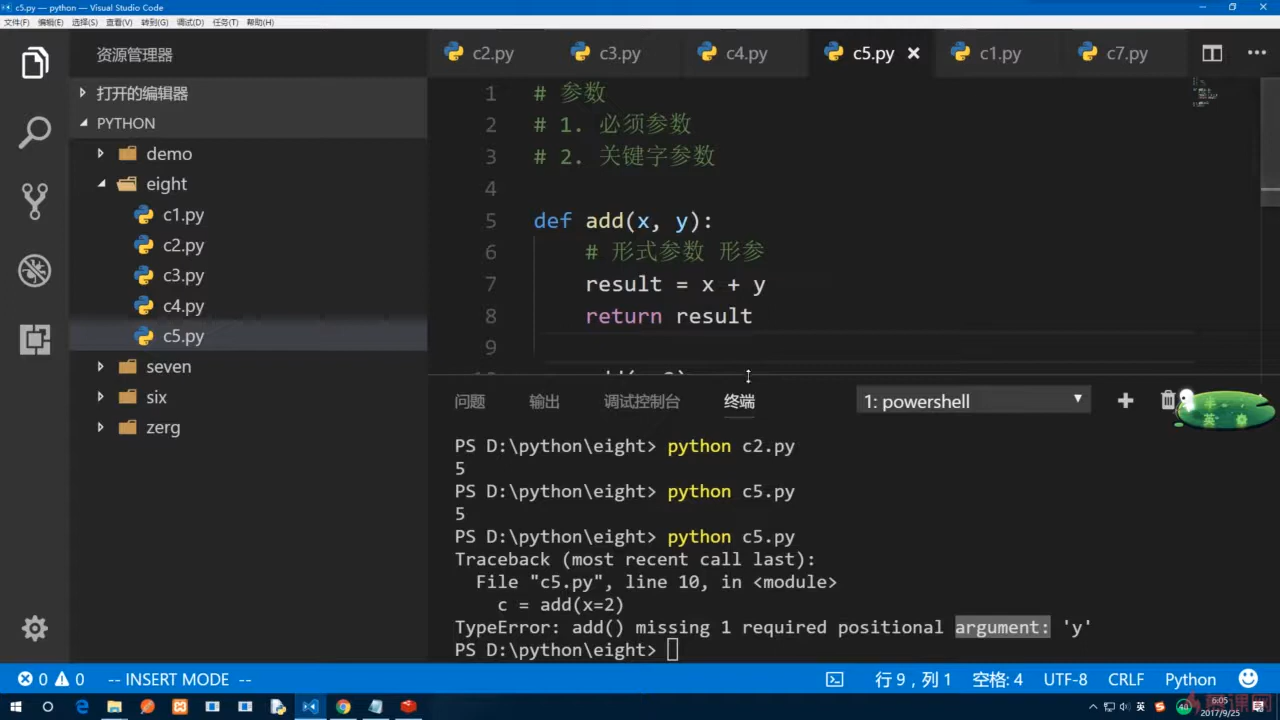 c5.py — python — Visual Studio Code
文件(F) 编辑(E) 选择(S) 查看(V) 转到(G) 调试(D) 任务(T) 帮助(H)
资源管理器
c2.py c3.py c4.py c5.py c1.py c7.py
打开的编辑器
PYTHON
demo
eight
c1.py
c2.py
c3.py
c4.py
c5.py
seven
six
zerg
1 # 参数
2 # 1. 必须参数
3 # 2. 关键字参数
4
5 def add(x, y):
6 # 形式参数 形参
7 result = x + y
8 return result
9
问题 输出 调试控制台 终端 1: powershell
半
英
PS D:\python\eight> python c2.py
5
PS D:\python\eight> python c5.py
5
PS D:\python\eight> python c5.py
Traceback (most recent call last):
File "c5.py", line 10, in <module>
c = add(x=2)
TypeError: add() missing 1 required positional argument: 'y'
PS D:\python\eight>
0 0 -- INSERT MODE -- 行 9，列 1 空格: 4 UTF-8 CRLF Python
英 6:05
2017/9/25